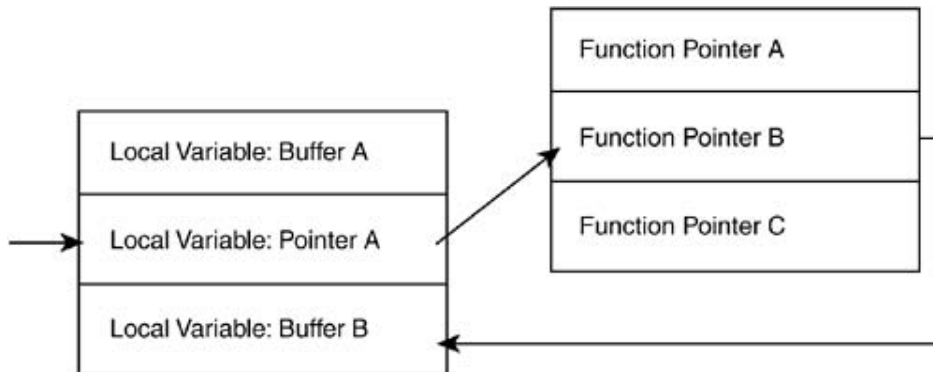 Function Pointer A
Local Variable: Buffer A
Function Pointer B
Local Variable: Pointer A
Function Pointer C
Local Variable: Buffer B